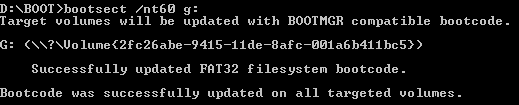 D:\BOOT>bootsect /nt60 g:
Target volumes will be updated with BOOTMGR compatible bootcode.
G: (\\?\Volume{2fc26abe-9415-11de-8afc-001a6b411bc5})
Successfully updated FAT32 filesystem bootcode.
Bootcode was successfully updated on all targeted volumes.